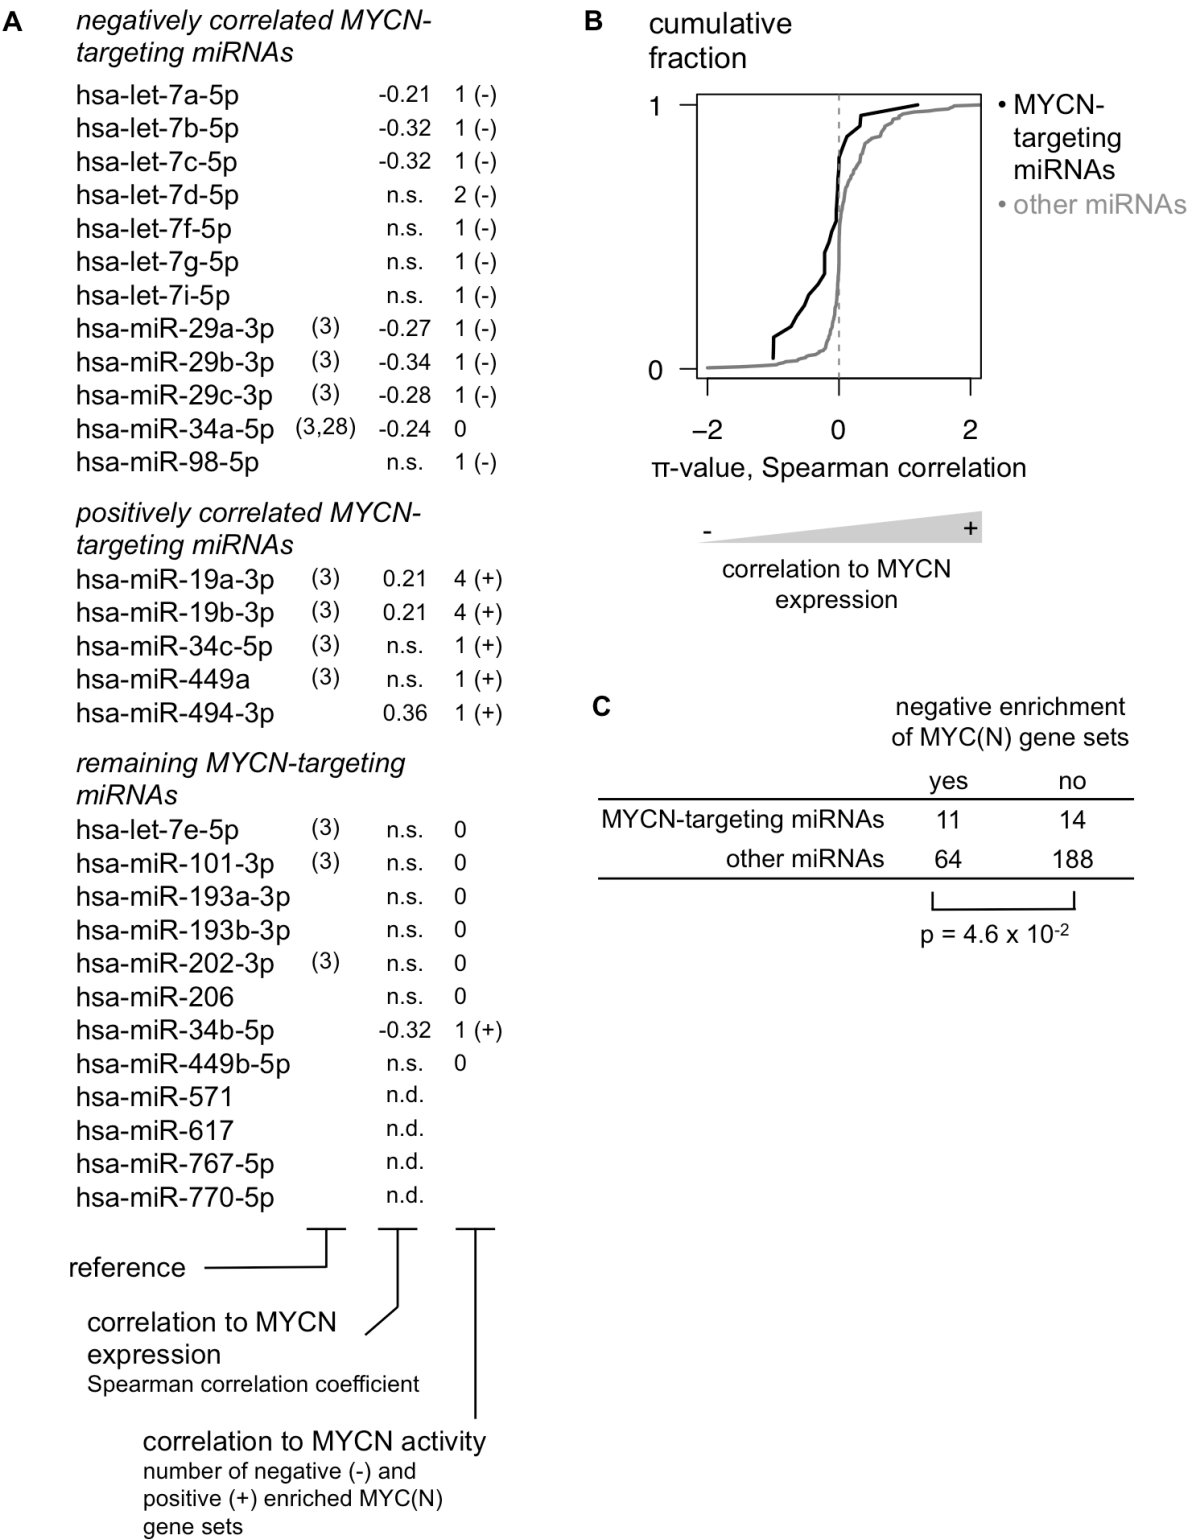 A
negatively correlated MYCN-
targeting miRNAs
hsa-let-7a-5p -0.21 1 (-)
hsa-let-7b-5p -0.32 1 (-)
hsa-let-7c-5p -0.32 1 (-)
hsa-let-7d-5p n.s. 2 (-)
hsa-let-7f-5p n.s. 1 (-)
hsa-let-7g-5p n.s. 1 (-)
hsa-let-7i-5p n.s. 1 (-)
hsa-miR-29a-3p (3) -0.27 1 (-)
hsa-miR-29b-3p (3) -0.34 1 (-)
hsa-miR-29c-3p (3) -0.28 1 (-)
hsa-miR-34a-5p (3,28) -0.24 0
hsa-miR-98-5p n.s. 1 (-)
positively correlated MYCN-
targeting miRNAs
hsa-miR-19a-3p (3) 0.21 4 (+)
hsa-miR-19b-3p (3) 0.21 4 (+)
hsa-miR-34c-5p (3) n.s. 1 (+)
hsa-miR-449a (3) n.s. 1 (+)
hsa-miR-494-3p 0.36 1 (+)
remaining MYCN-targeting
miRNAs
hsa-let-7e-5p (3) n.s. 0
hsa-miR-101-3p (3) n.s. 0
hsa-miR-193a-3p n.s. 0
hsa-miR-193b-3p n.s. 0
hsa-miR-202-3p (3) n.s. 0
hsa-miR-206 n.s. 0
hsa-miR-34b-5p -0.32 1 (+)
hsa-miR-449b-5p n.s. 0
hsa-miR-571 n.d.
hsa-miR-617 n.d.
hsa-miR-767-5p n.d.
hsa-miR-770-5p n.d.
reference
correlation to MYCN
expression
Spearman correlation coefficient
correlation to MYCN activity
number of negative (-) and
positive (+) enriched MYC(N)
gene sets
B
cumulative
fraction
1
0
−2 0 2
π-value, Spearman correlation
- +
correlation to MYCN
expression
• MYCN-
targeting
miRNAs
• other miRNAs
C
negative enrichment
of MYC(N) gene sets
yes no
MYCN-targeting miRNAs 11 14
other miRNAs 64 188
p = 4.6 x 10⁻²